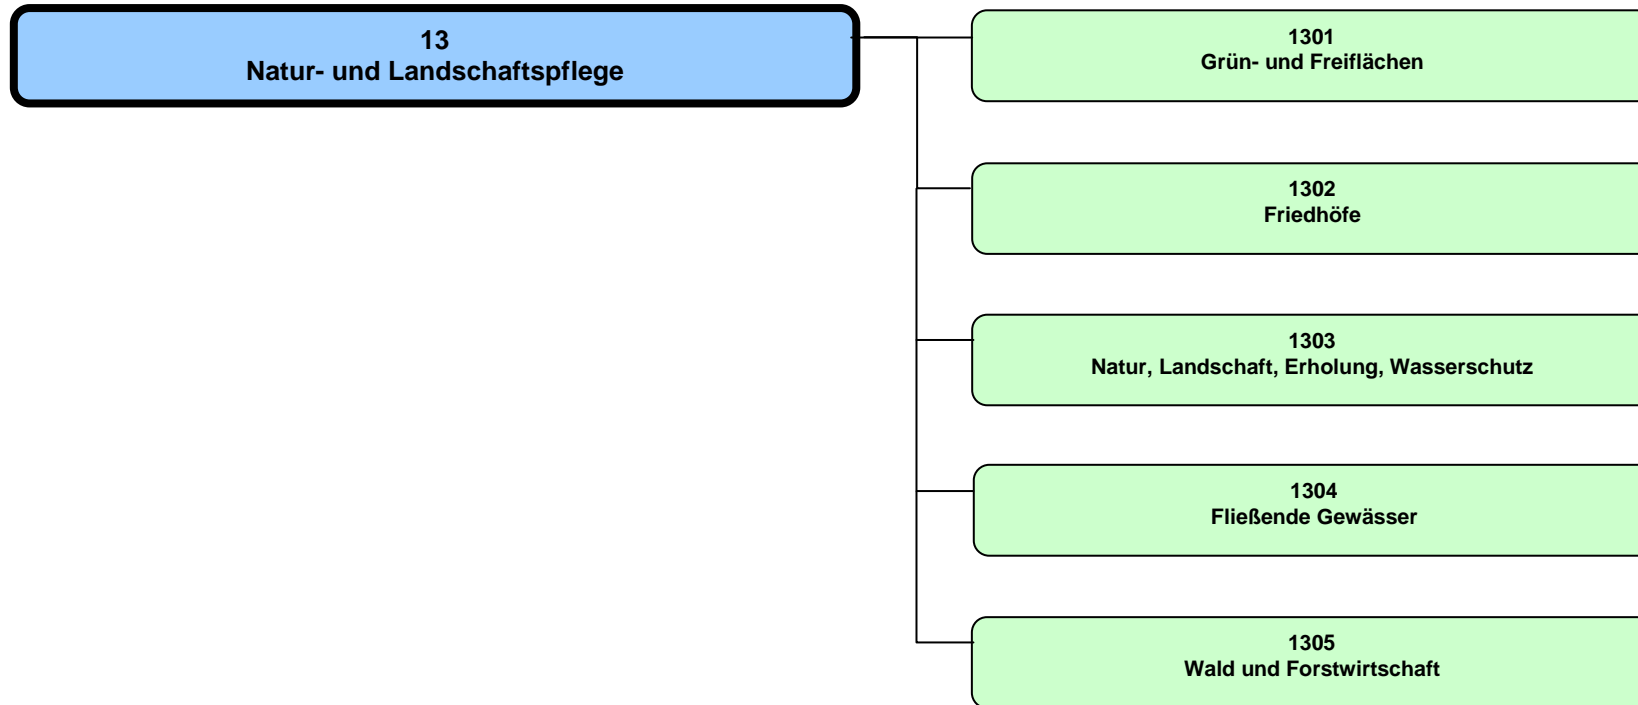 13
Natur- und Landschaftspflege
1301
Grün- und Freiflächen
1302
Friedhöfe
1303
Natur, Landschaft, Erholung, Wasserschutz
1304
Fließende Gewässer
1305
Wald und Forstwirtschaft